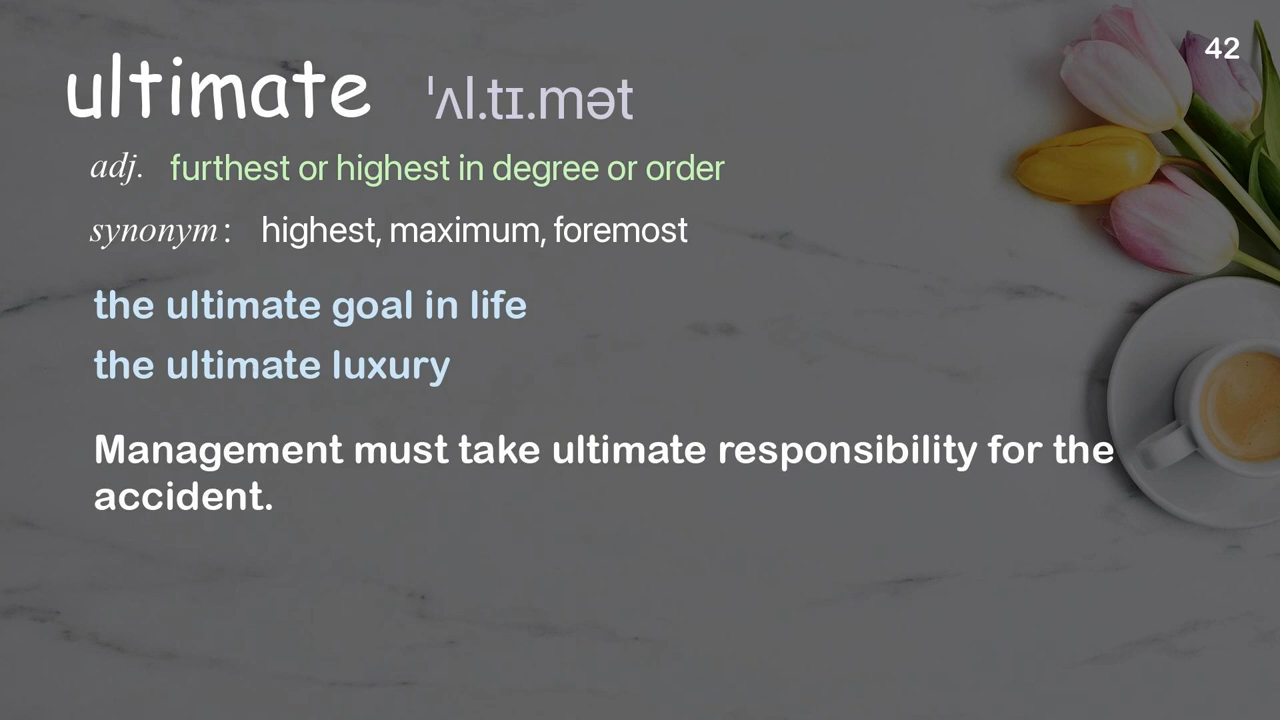 42
ultimate ˈʌl.tɪ.mət
adj. furthest or highest in degree or order
synonym: highest, maximum, foremost
the ultimate goal in life
the ultimate luxury
Management must take ultimate responsibility for the
accident.